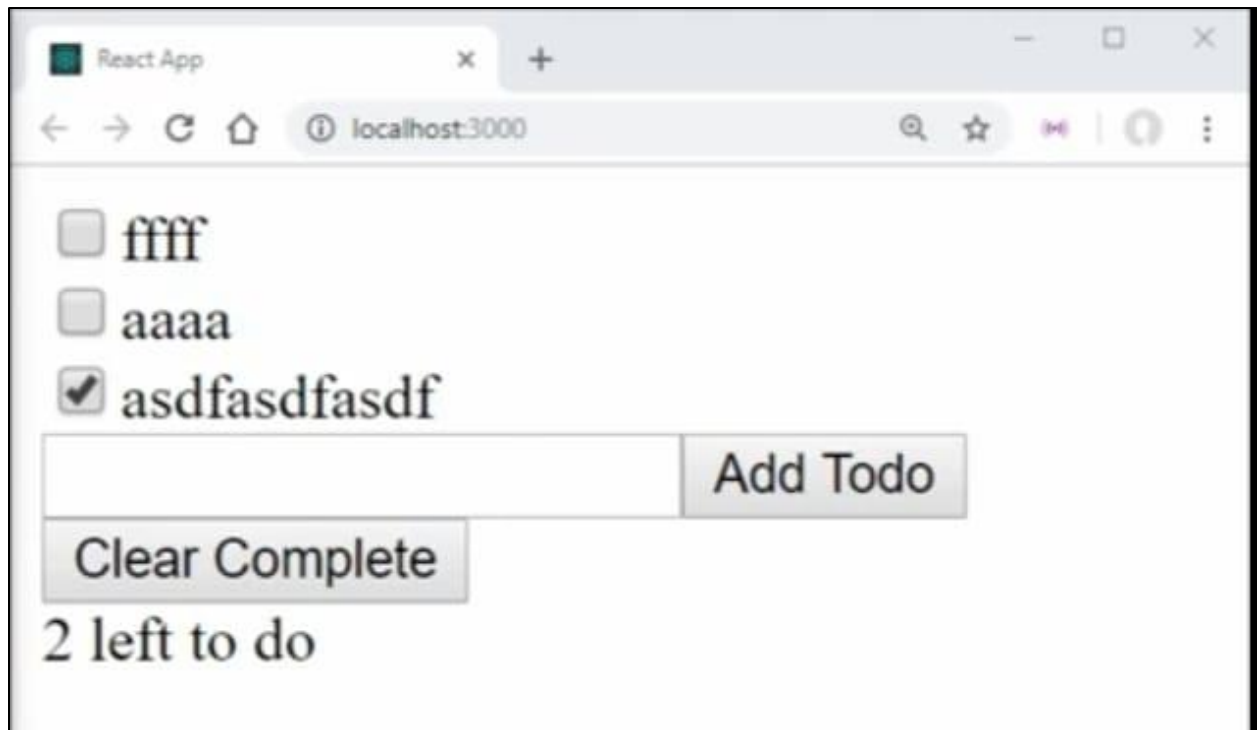 React App
localhost:3000
ffff
aaaa
asdfasdfasdf
Add Todo
Clear Complete
2 left to do